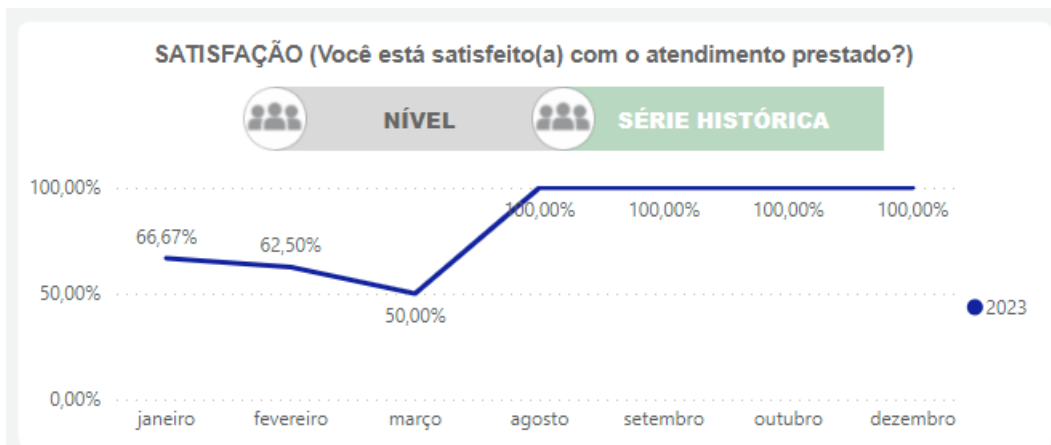 SATISFAÇÃO (Você está satisfeito(a) com o atendimento prestado?)
NÍVEL
SÉRIE HISTÓRICA
100,00%
100,00% 100,00% 100,00% 100,00%
66,67%
62,50%
50,00%
50,00%
2023
0,00%
janeiro fevereiro março agosto setembro outubro dezembro